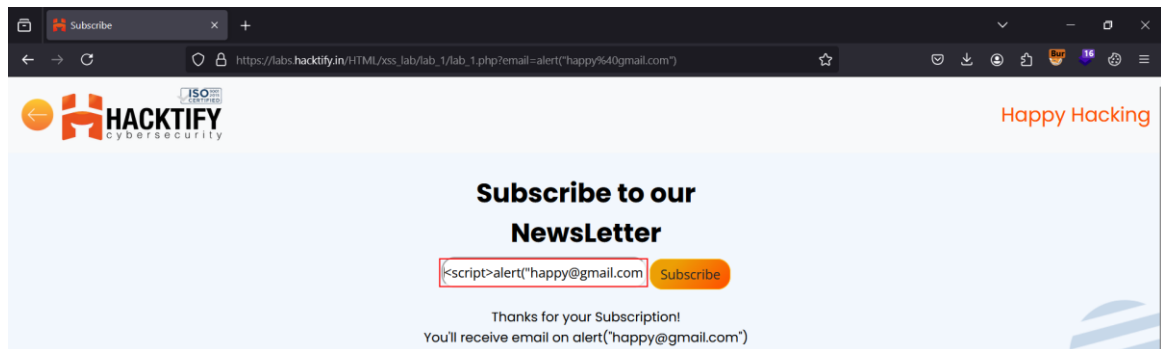 Subscribe
https://labs.hacktify.in/HTML/xss_lab/lab_1/lab_1.php?email=alert("happy%40gmail.com")
Bur
16
ISO
CERTIFIED
HACKTIFY
cybersecurity
Happy Hacking
Subscribe to our
NewsLetter
<script>alert("happy@gmail.com
Subscribe
Thanks for your Subscription!
You'll receive email on alert("happy@gmail.com")